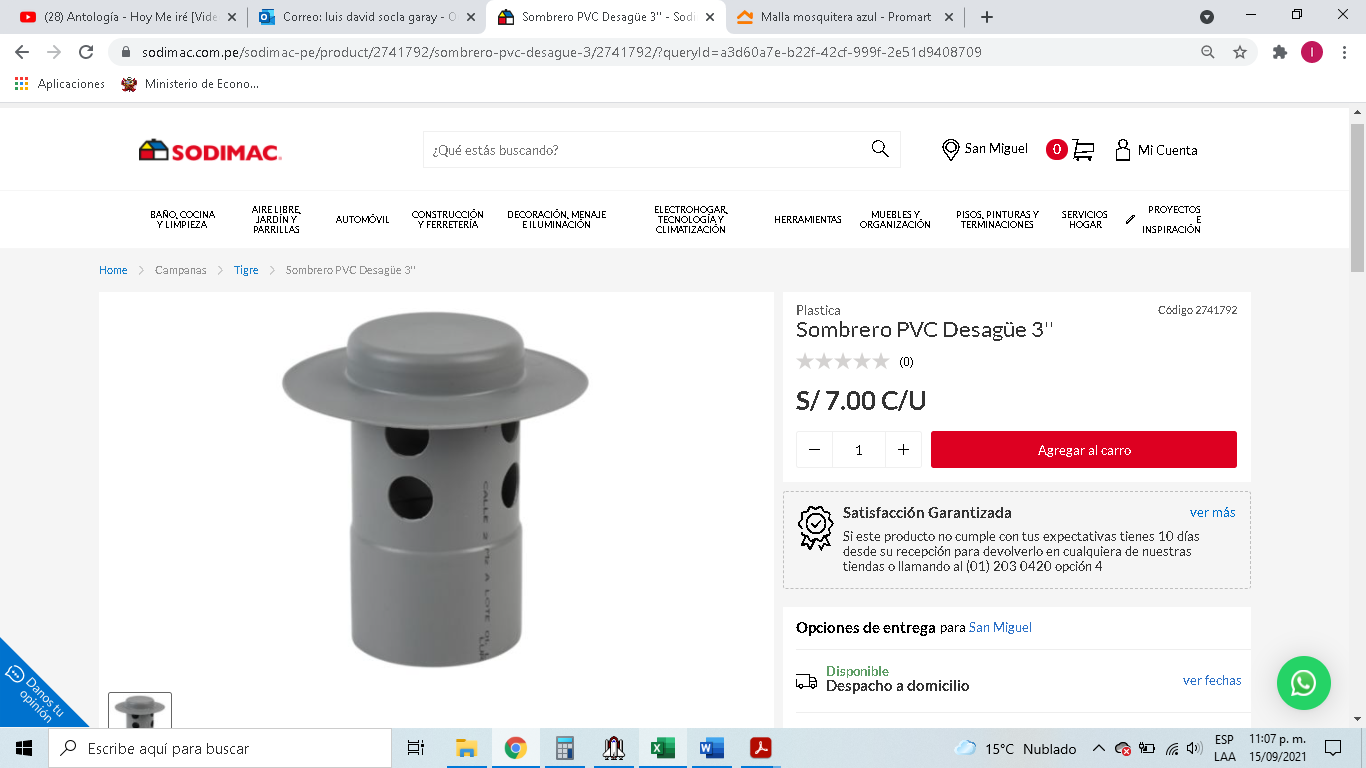 (28) Antología - Hoy Me iré [Vide
Correo: luis david socla garay - O
Sombrero PVC Desagüe 3'' - Sodi
Malla mosquitera azul - Promart
sodimac.com.pe/sodimac-pe/product/2741792/sombrero-pvc-desague-3/2741792/?queryId=a3d60a7e-b22f-42cf-999f-2e51d9408709
I
Aplicaciones
Ministerio de Econo...
SODIMAC
¿Qué estás buscando?
San Miguel
0
Mi Cuenta
BAÑO, COCINA
Y LIMPIEZA
AIRE LIBRE,
JARDÍN Y
PARRILLAS
AUTOMÓVIL
CONSTRUCCIÓN
Y FERRETERÍA
DECORACIÓN, MENAJE
E ILUMINACIÓN
ELECTROHOGAR,
TECNOLOGÍA Y
CLIMATIZACIÓN
HERRAMIENTAS
MUEBLES Y
ORGANIZACIÓN
PISOS, PINTURAS Y
TERMINACIONES
SERVICIOS
HOGAR
PROYECTOS
E
INSPIRACIÓN
Home
Campanas
Tigre
Sombrero PVC Desagüe 3''
Plastica
Código 2741792
Sombrero PVC Desagüe 3''
(0)
S/ 7.00 C/U
1
Agregar al carro
Satisfacción Garantizada
ver más
Si este producto no cumple con tus expectativas tienes 10 días
desde su recepción para devolverlo en cualquiera de nuestras
tiendas o llamando al (01) 203 0420 opción 4
Opciones de entrega para San Miguel
Disponible
Despacho a domicilio
ver fechas
CALLE 3 A LOTE
Danos tu
opinión
Escribe aquí para buscar
15°C Nublado
ESP
LAA
11:07 p. m.
15/09/2021